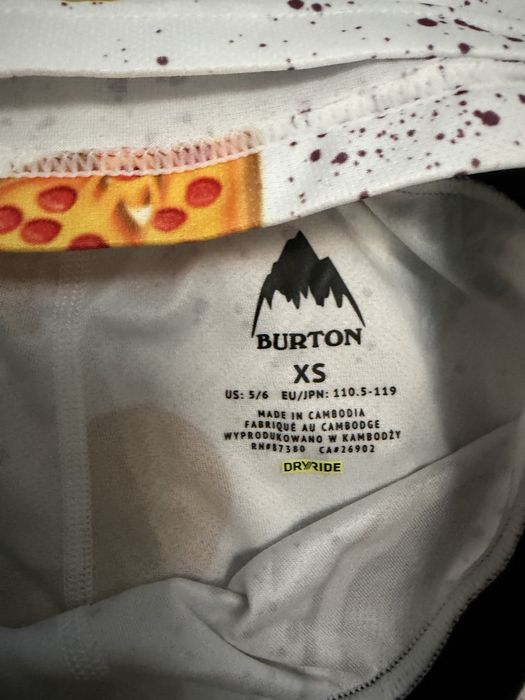 BURTON
XS
US: 5/6 EU/JPN: 110.5-119
MADE IN CAMBODIA
FABRIQUÉ AU CAMBODGE
WYPRODUKOWANO W KAMBODŻY
RN#87380 CA#26902
DRYRIDE